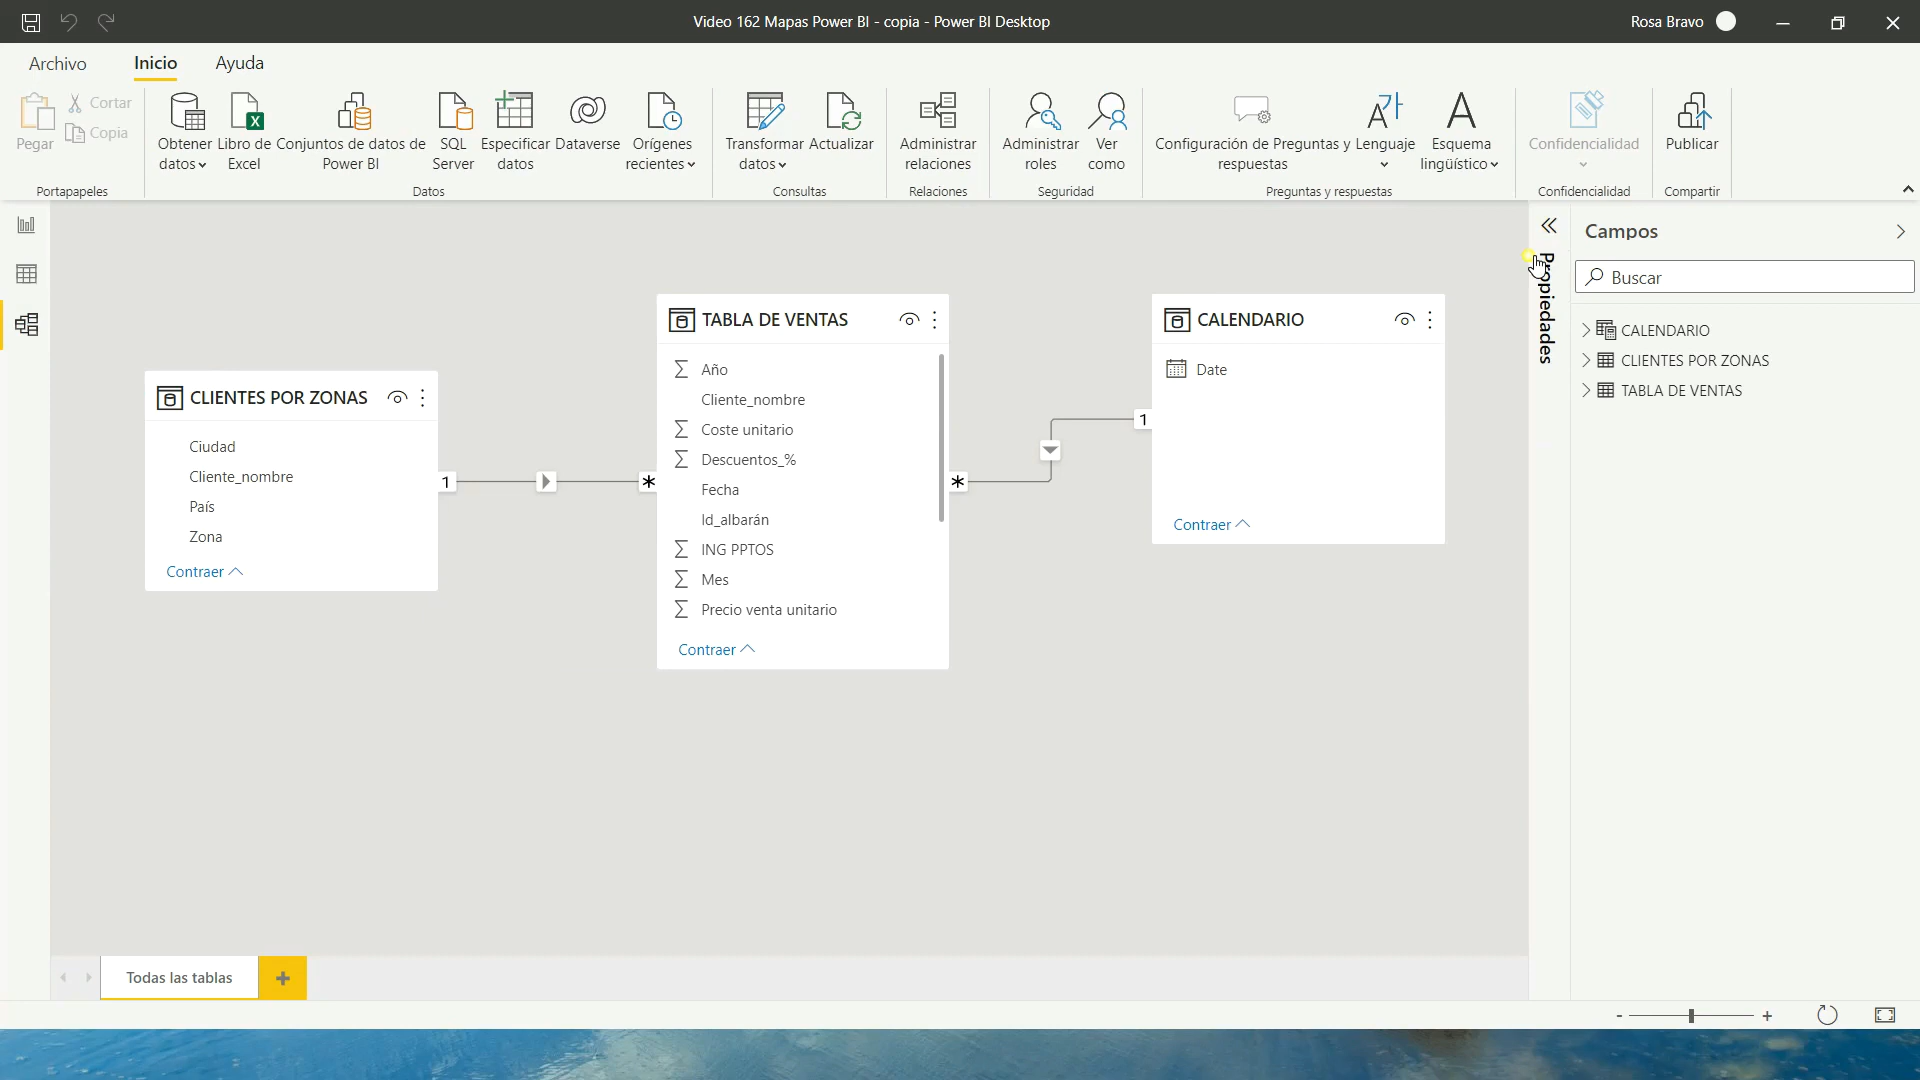 Video 162 Mapas Power BI - copia - Power BI Desktop
Rosa Bravo
Archivo
Inicio
Ayuda
Pegar
Cortar
Copia
Portapapeles
Obtener datos
Libro de Excel
Conjuntos de datos de Power BI
SQL Server
Especificar datos
Dataverse
Orígenes recientes
Datos
Transformar datos
Actualizar
Consultas
Administrar relaciones
Relaciones
Administrar roles
Ver como
Seguridad
Configuración de Preguntas y respuestas
Lenguaje
Esquema lingüístico
Preguntas y respuestas
Confidencialidad
Confidencialidad
Publicar
Compartir
CLIENTES POR ZONAS
Ciudad
Cliente_nombre
País
Zona
Contraer
1
*
TABLA DE VENTAS
Año
Cliente_nombre
Coste unitario
Descuentos_%
Fecha
Id_albarán
ING PPTOS
Mes
Precio venta unitario
Contraer
*
1
CALENDARIO
Date
Contraer
Propiedades
Campos
Buscar
CALENDARIO
CLIENTES POR ZONAS
TABLA DE VENTAS
Todas las tablas